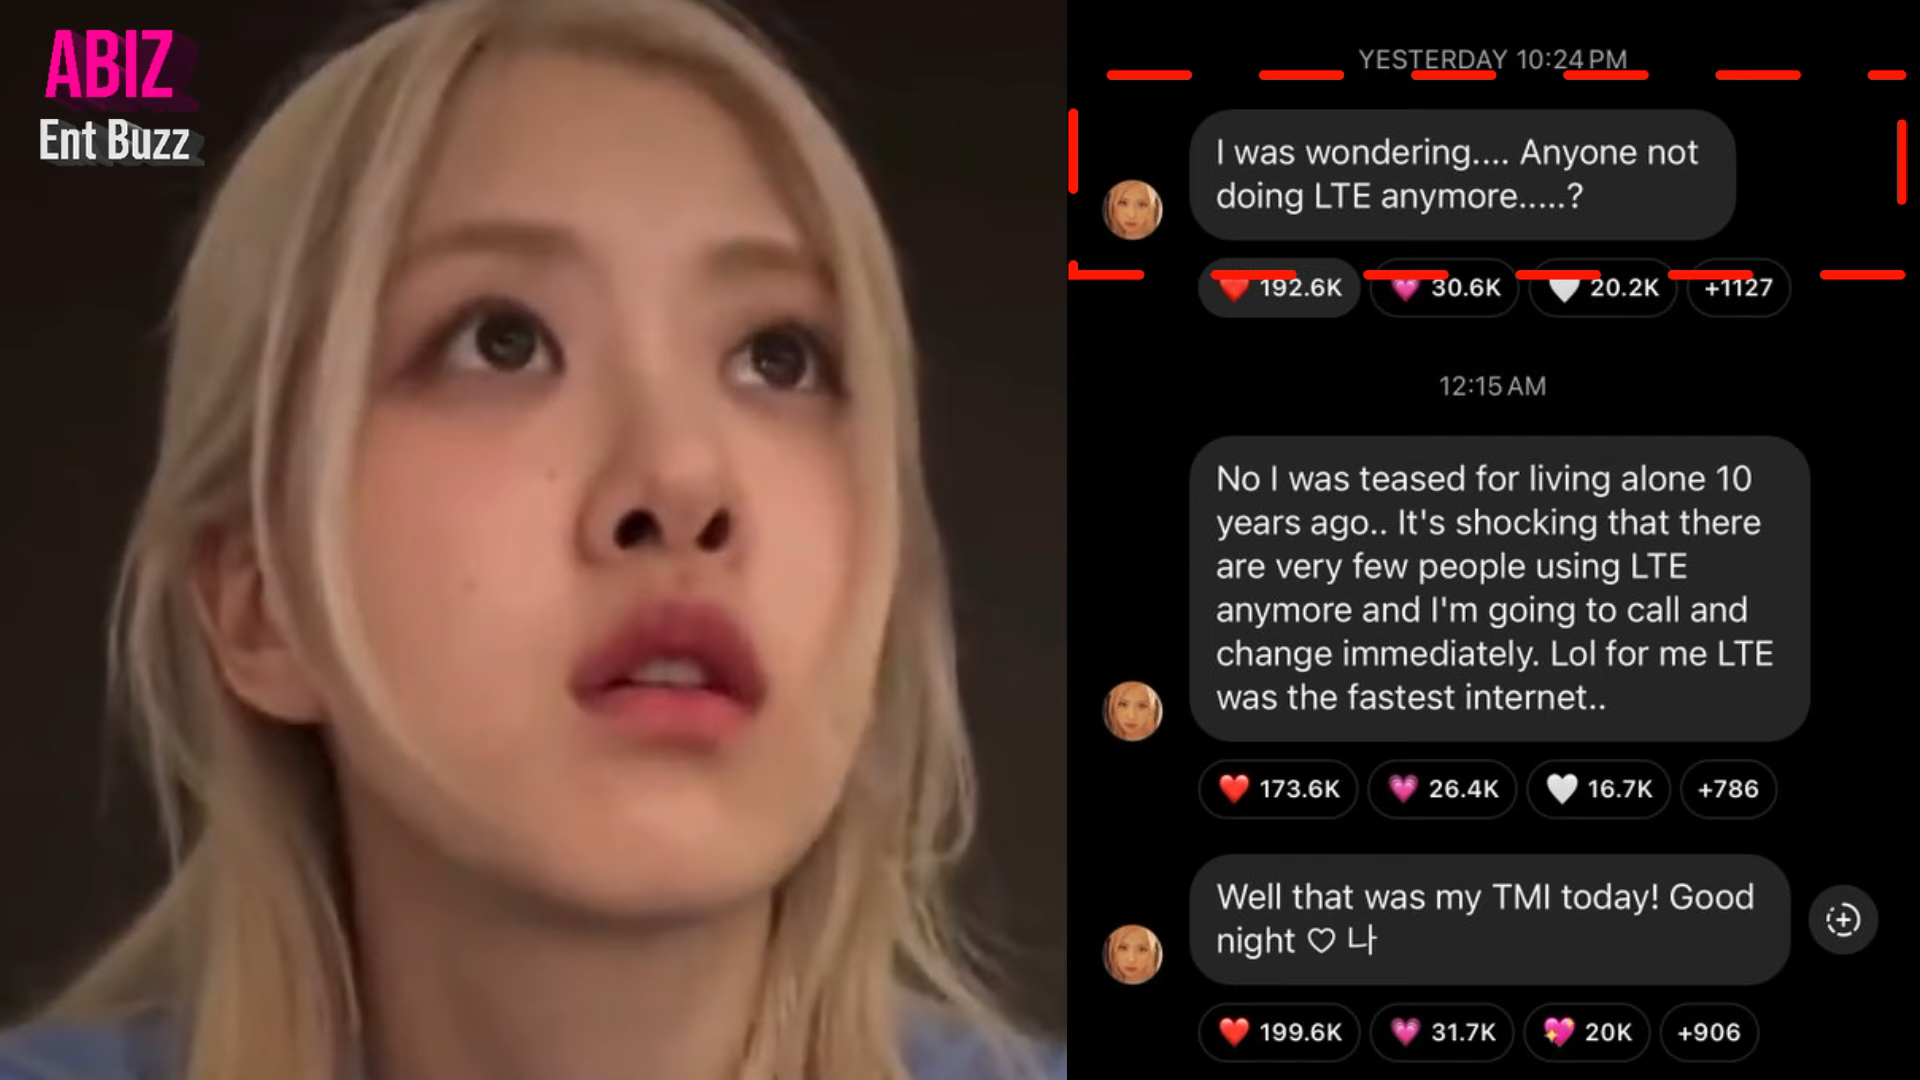 ABIZ
Ent Buzz
YESTERDAY 10:24 PM
I was wondering.... Anyone not
doing LTE anymore.....?
❤️ 192.6K 💗 30.6K 🤍 20.2K +1127
12:15 AM
No I was teased for living alone 10
years ago.. It's shocking that there
are very few people using LTE
anymore and I'm going to call and
change immediately. Lol for me LTE
was the fastest internet..
❤️ 173.6K 💗 26.4K 🤍 16.7K +786
Well that was my TMI today! Good
night ♡ 나
❤️ 199.6K 💗 31.7K 💖 20K +906